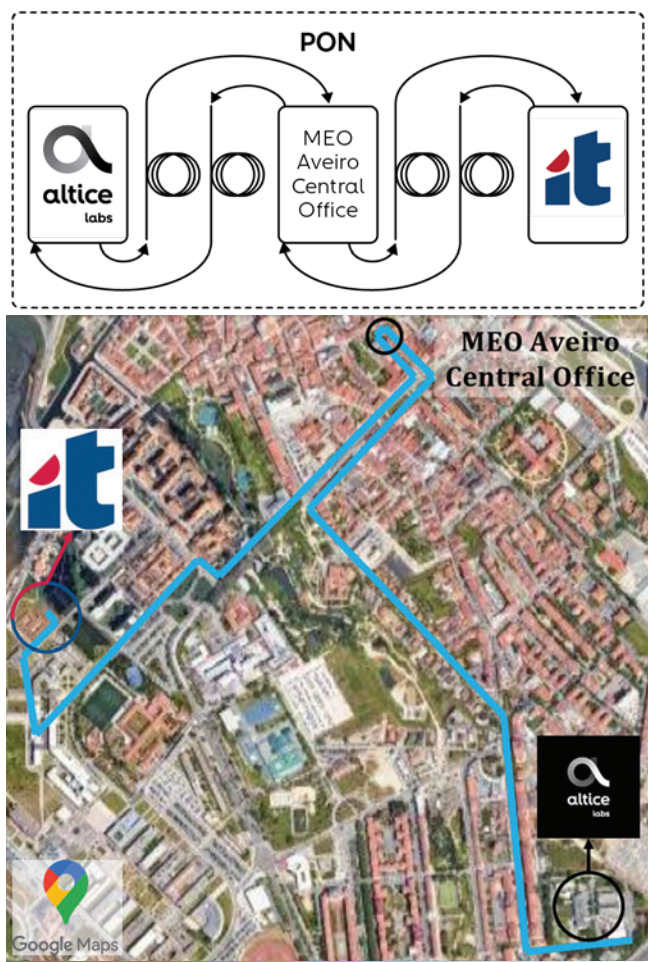 PON
altice
labs
MEO
Aveiro
Central
Office
it
MEO Aveiro
Central Office
it
altice
labs
Google Maps